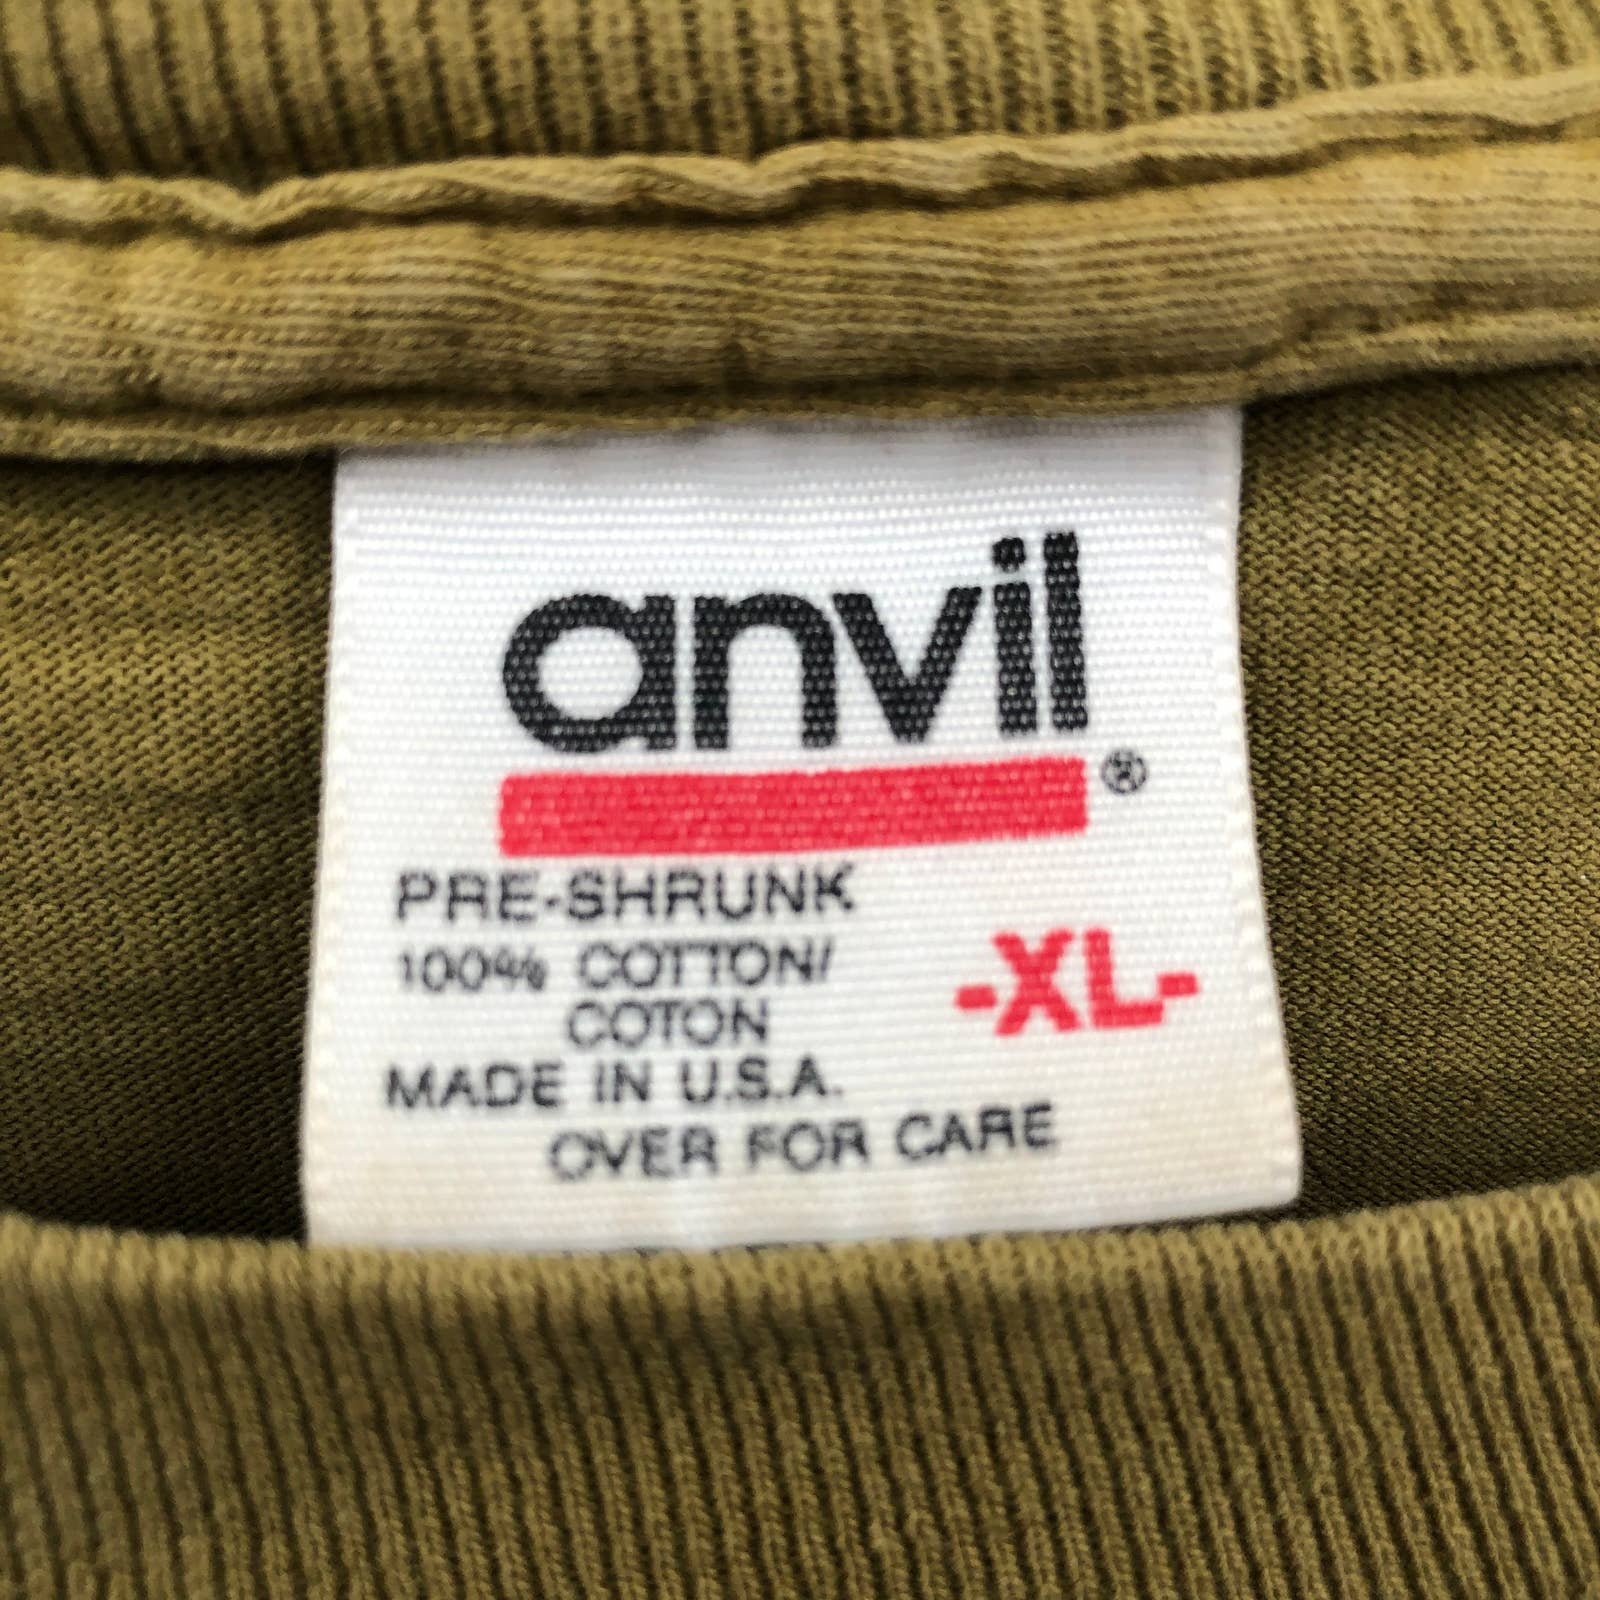 anvil®
PRE-SHRUNK
100% COTTON/
COTON
-XL-
MADE IN U.S.A.
OVER FOR CARE